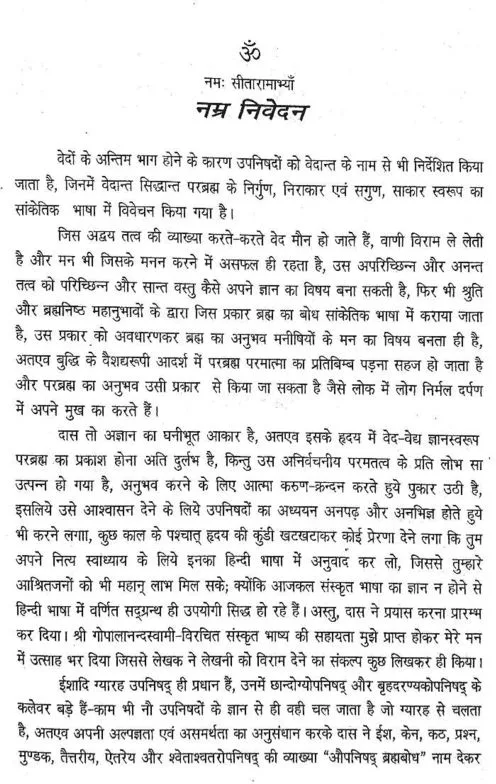 ॐ
नमः सीतारामाभ्याँ
नम्र निवेदन
वेदों के अन्तिम भाग होने के कारण उपनिषदों को वेदान्त के नाम से भी निर्देशित किया
जाता है, जिनमें वेदान्त सिद्धान्त परब्रह्म के निर्गुण, निराकार एवं सगुण, साकार स्वरूप का
सांकेतिक भाषा में विवेचन किया गया है।
जिस अद्वय तत्व की व्याख्या करते-करते वेद मौन हो जाते हैं, वाणी विराम ले लेती
है और मन भी जिसके मनन करने में असफल ही रहता है, उस अपरिच्छिन्न और अनन्त
तत्व को परिच्छिन्न और सान्त वस्तु कैसे अपने ज्ञान का विषय बना सकती है, फिर भी श्रुति
और ब्रह्मनिष्ठ महानुभावों के द्वारा जिस प्रकार ब्रह्म का बोध सांकेतिक भाषा में कराया जाता
है, उस प्रकार को अवधारणकर ब्रह्म का अनुभव मनीषियों के मन का विषय बनता ही है,
अतएव बुद्धि के वैशद्यरूपी आदर्श में परब्रह्म परमात्मा का प्रतिबिम्ब पड़ना सहज हो जाता है
और परब्रह्म का अनुभव उसी प्रकार से किया जा सकता है जैसे लोक में लोग निर्मल दर्पण
में अपने मुख का करते हैं।
दास तो अज्ञान का घनीभूत आकार है, अतएव इसके हृदय में वेद-वेद्य ज्ञानस्वरूप
परब्रह्म का प्रकाश होना अति दुर्लभ है, किन्तु उस अनिर्वचनीय परमतत्व के प्रति लोभ सा
उत्पन्न हो गया है, अनुभव करने के लिए आत्मा करुण-क्रन्दन करते हुये पुकार उठी है,
इसलिये उसे आश्वासन देने के लिये उपनिषदों का अध्ययन अनपढ़ और अनभिज्ञ होते हुये
भी करने लगाा, कुछ काल के पश्चात् हृदय की कुंडी खटखटाकर कोई प्रेरणा देने लगा कि तुम
अपने नित्य स्वाध्याय के लिये इनका हिन्दी भाषा में अनुवाद कर लो, जिससे तुम्हारे
आश्रितजनों को भी महान् लाभ मिल सके; क्योंकि आजकल संस्कृत भाषा का ज्ञान न होने से
हिन्दी भाषा में वर्णित सद्ग्रन्थ ही उपयोगी सिद्ध हो रहे हैं। अस्तु, दास ने प्रयास करना प्रारम्भ
कर दिया। श्री गोपालानन्दस्वामी-विरचित संस्कृत भाष्य की सहायता मुझे प्राप्त होकर मेरे मन
में उत्साह भर दिया जिससे लेखक ने लेखनी को विराम देने का संकल्प कुछ लिखकर ही किया।
ईशादि ग्यारह उपनिषद् ही प्रधान हैं, उनमें छान्दोग्योपनिषद् और बृहदरण्यकोपनिषद् के
कलेवर बड़े हैं-काम भी नौ उपनिषदों के ज्ञान से ही वही चल जाता है जो ग्यारह से चलता
है, अतएव अपनी अल्पज्ञता एवं असमर्थता का अनुसंधान करके दास ने ईश, केन, कठ, प्रश्न,
मुण्डक, तैत्तरीय, ऐतरेय और श्वेताश्वतरोपनिषद् की व्याख्या “औपनिषद् ब्रह्मबोध” नाम देकर